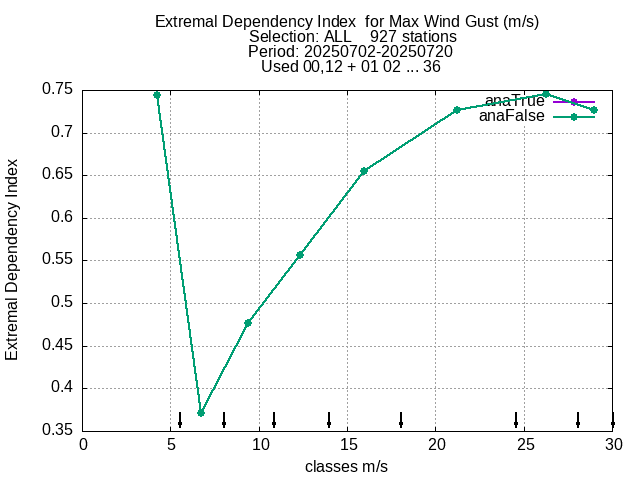 Extremal Dependency Index  for Max Wind Gust (m/s)
Selection: ALL    927 stations
Period: 20250702-20250720
Used 00,12 + 01 02 ... 36
0.75
0.7
0.65
0.6
0.55
0.5
0.45
0.4
0.35
Extremal Dependency Index
anaTrue
anaFalse
0 5 10 15 20 25 30
classes m/s